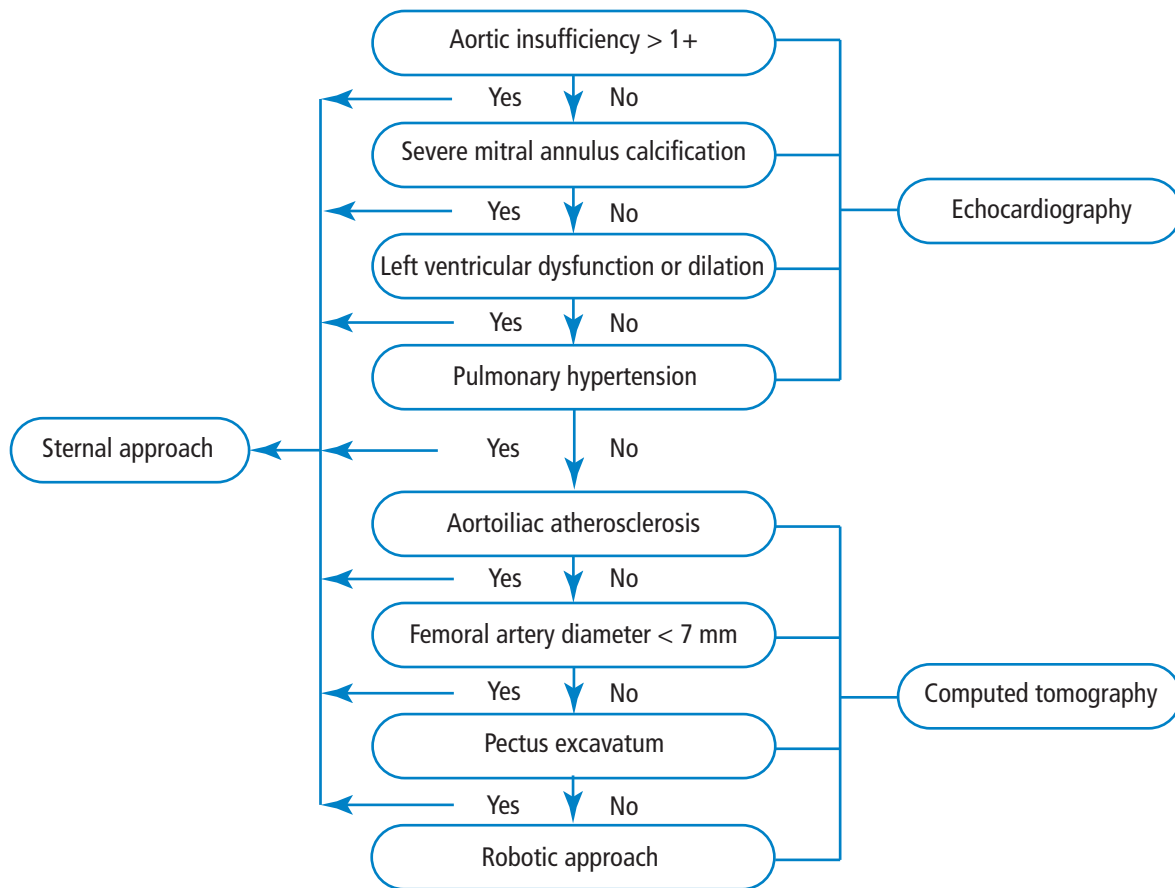 Aortic insufficiency > 1+
Yes No
Severe mitral annulus calcification
Yes No
Echocardiography
Left ventricular dysfunction or dilation
Yes No
Pulmonary hypertension
Sternal approach
Yes No
Aortoiliac atherosclerosis
Yes No
Femoral artery diameter < 7 mm
Yes No
Computed tomography
Pectus excavatum
Yes No
Robotic approach